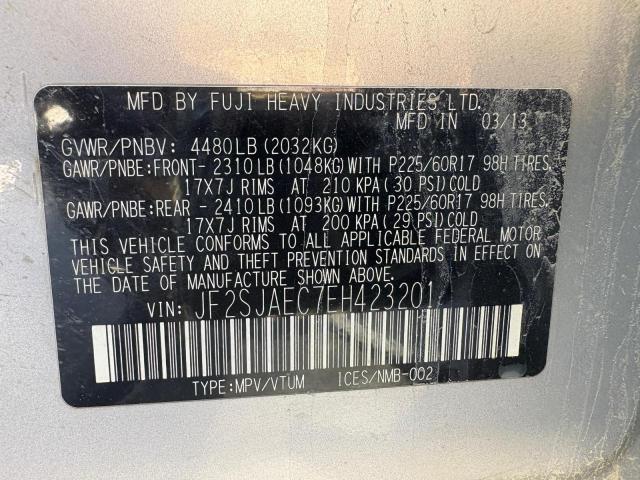 MFD BY FUJI HEAVY INDUSTRIES LTD.
MFD IN 03/13
GVWR/PNBV: 4480LB(2032KG)
GAWR/PNBE:FRONT- 2310LB(1048KG)WITH P225/60R17 98H TIRES,
17X7J RIMS AT 210 KPA(30 PSI)COLD
GAWR/PNBE:REAR - 2410LB(1093KG)WITH P225/60R17 98H TIRES,
17X7J RIMS AT 200 KPA(29 PSI)COLD
THIS VEHICLE CONFORMS TO ALL APPLICABLE FEDERAL MOTOR
VEHICLE SAFETY AND THEFT PREVENTION STANDARDS IN EFFECT ON
THE DATE OF MANUFACTURE SHOWN ABOVE.
VIN: JF2SJAEC7EH423201
TYPE:MPV/VTUM ICES/NMB-002